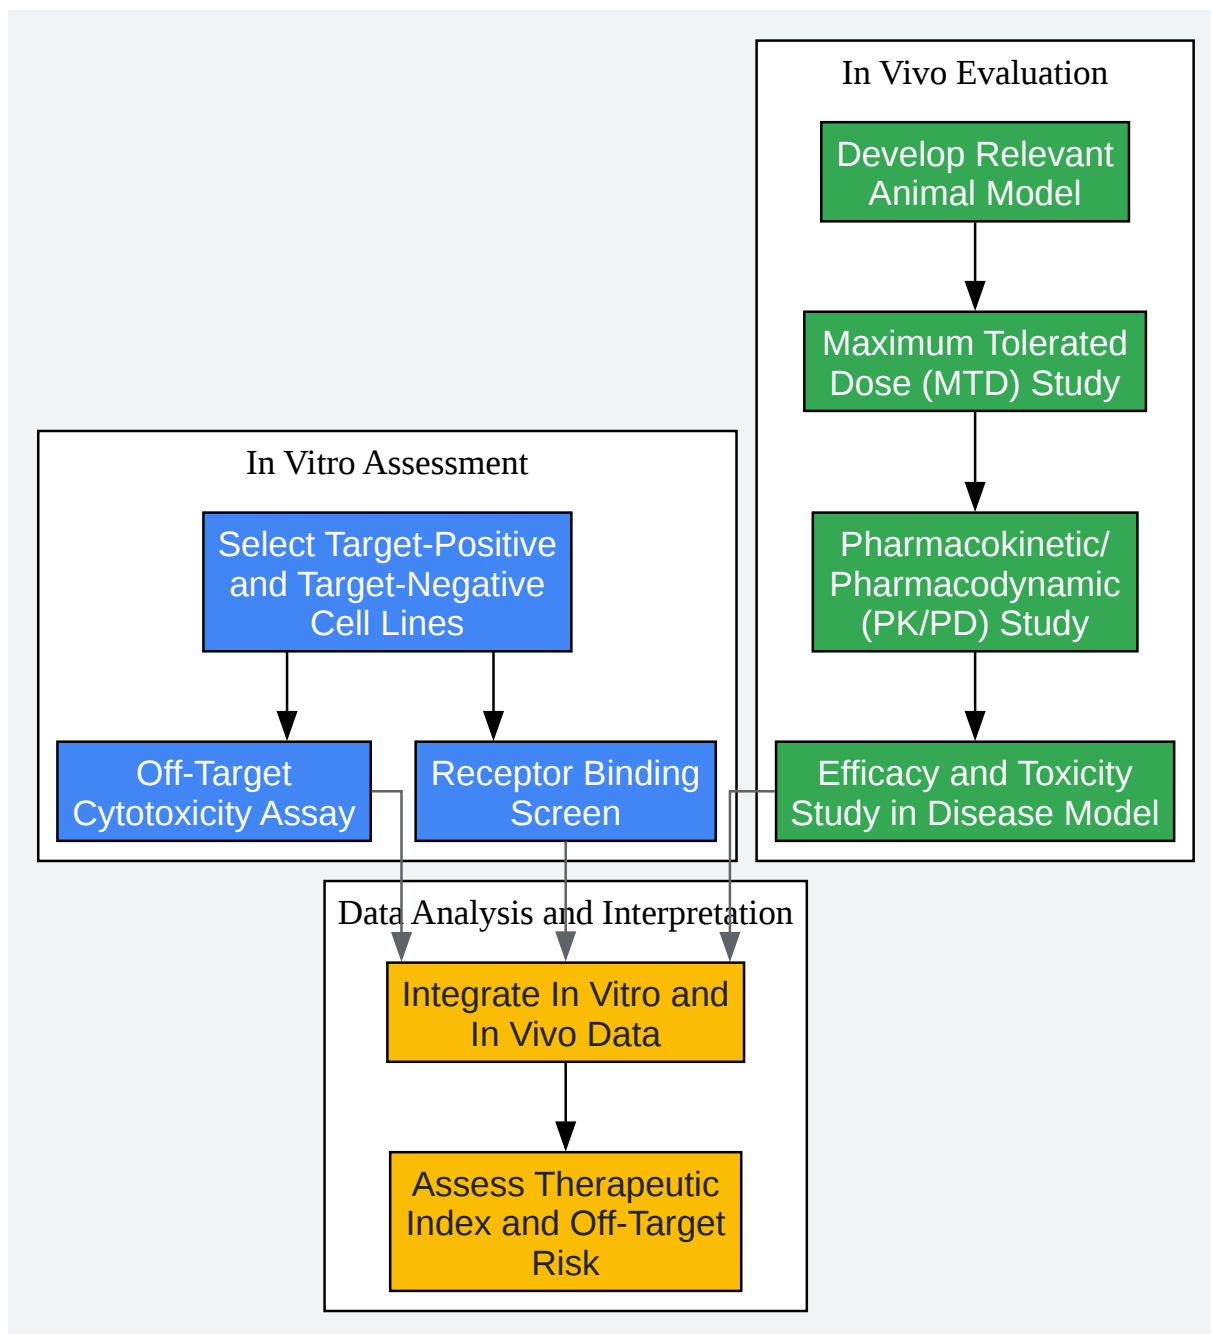 In Vivo Evaluation
Develop Relevant
Animal Model
Maximum Tolerated
Dose (MTD) Study
Pharmacokinetic/
Pharmacodynamic
(PK/PD) Study
Efficacy and Toxicity
Study in Disease Model
In Vitro Assessment
Select Target-Positive
and Target-Negative
Cell Lines
Off-Target
Cytotoxicity Assay
Receptor Binding
Screen
Data Analysis and Interpretation
Integrate In Vitro and
In Vivo Data
Assess Therapeutic
Index and Off-Target
Risk